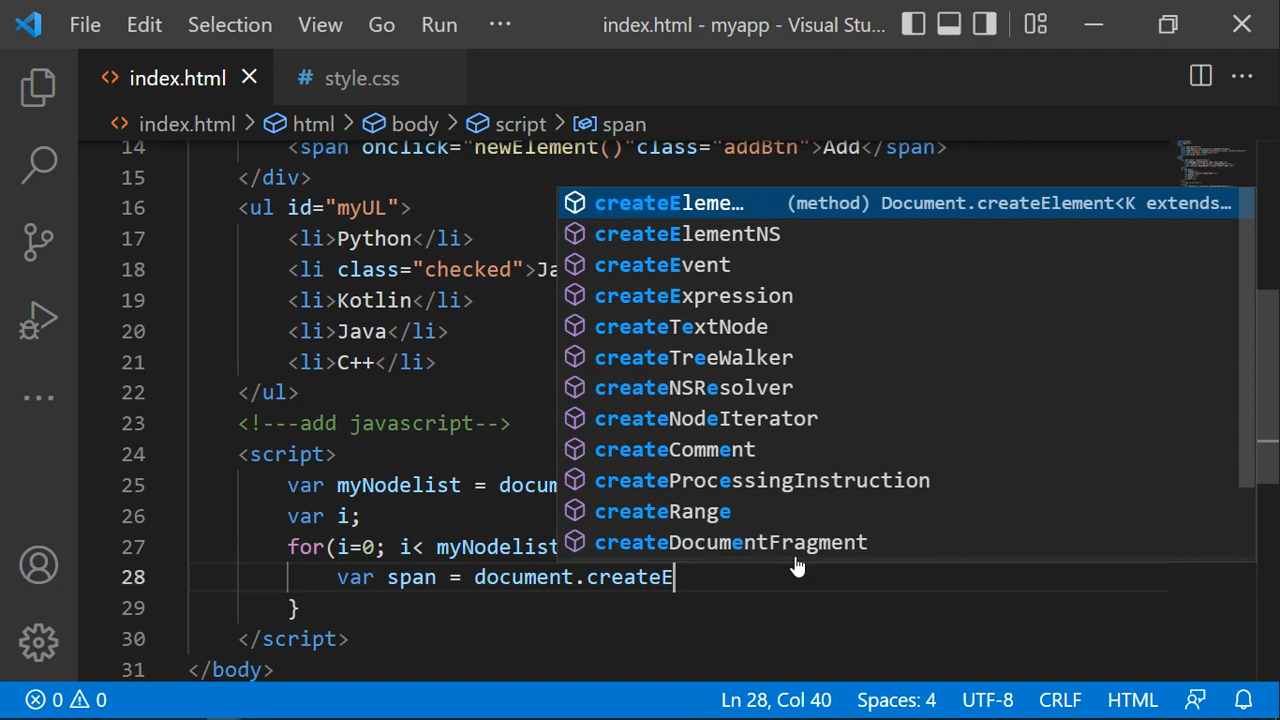 File Edit Selection View Go Run ··· index.html - myapp - Visual Stu...
<> index.html × # style.css ···
<> index.html > html > body > script > span
14 <span onclick="newElement()"class="addBtn">Add</span>
15 </div>
16 <ul id="myUL">
17 <li>Python</li>
18 <li class="checked">Ja
19 <li>Kotlin</li>
20 <li>Java</li>
21 <li>C++</li>
22 </ul>
23 <!---add javascript-->
24 <script>
25 var myNodelist = docum
26 var i;
27 for(i=0; i< myNodelist
28 var span = document.createE
29 }
30 </script>
31 </body>
createEleme... (method) Document.createElement<K extends...
createElementNS
createEvent
createExpression
createTextNode
createTreeWalker
createNSResolver
createNodeIterator
createComment
createProcessingInstruction
createRange
createDocumentFragment
0 0 Ln 28, Col 40 Spaces: 4 UTF-8 CRLF HTML